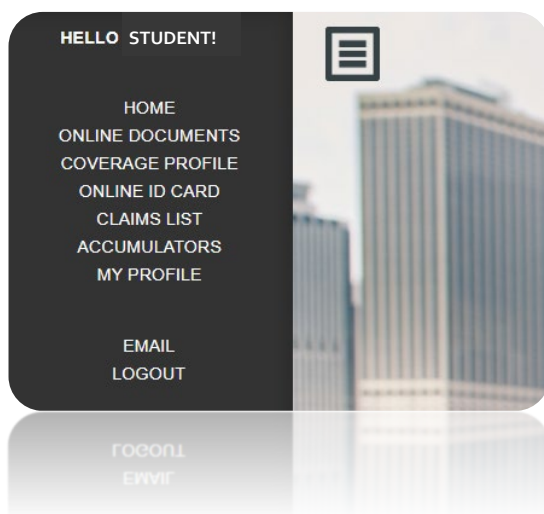 HELLO STUDENT!
HOME
ONLINE DOCUMENTS
COVERAGE PROFILE
ONLINE ID CARD
CLAIMS LIST
ACCUMULATORS
MY PROFILE
EMAIL
LOGOUT